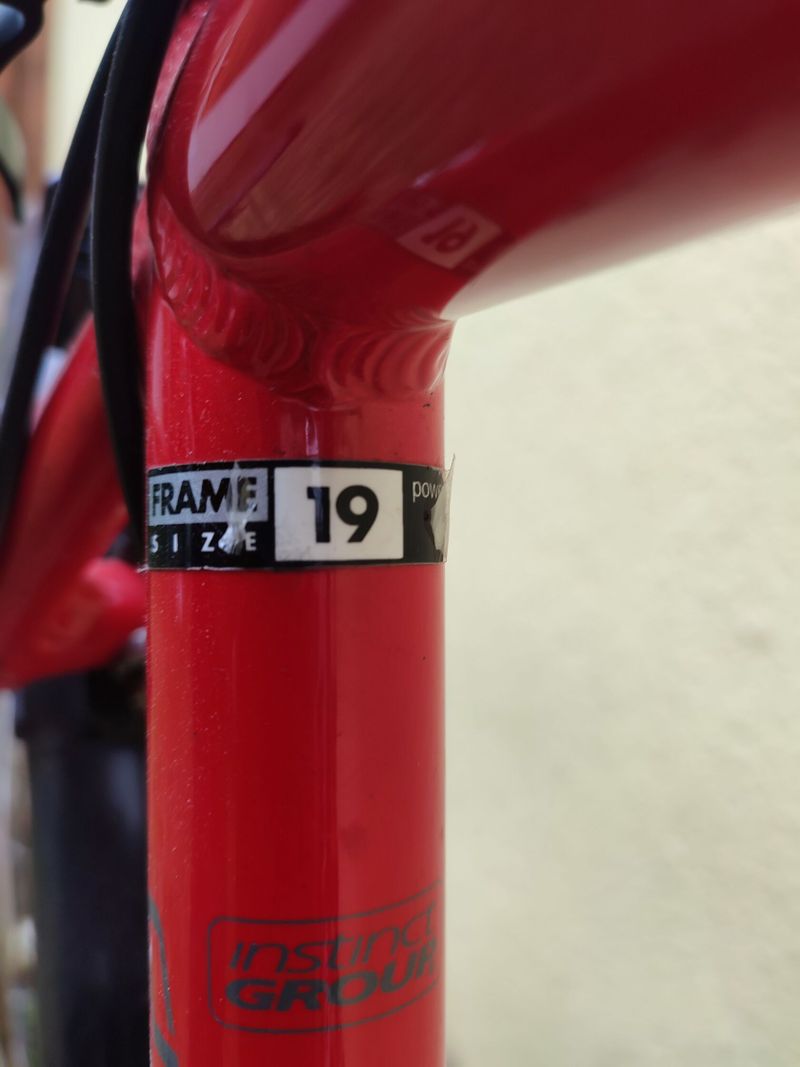 FRAME
SIZE
19
instinct
GROUP